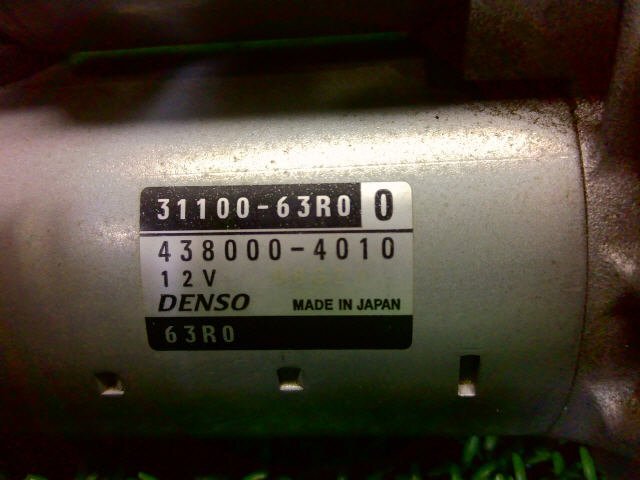 31100-63R0 0
438000-4010
12V
DENSO MADE IN JAPAN
63R0